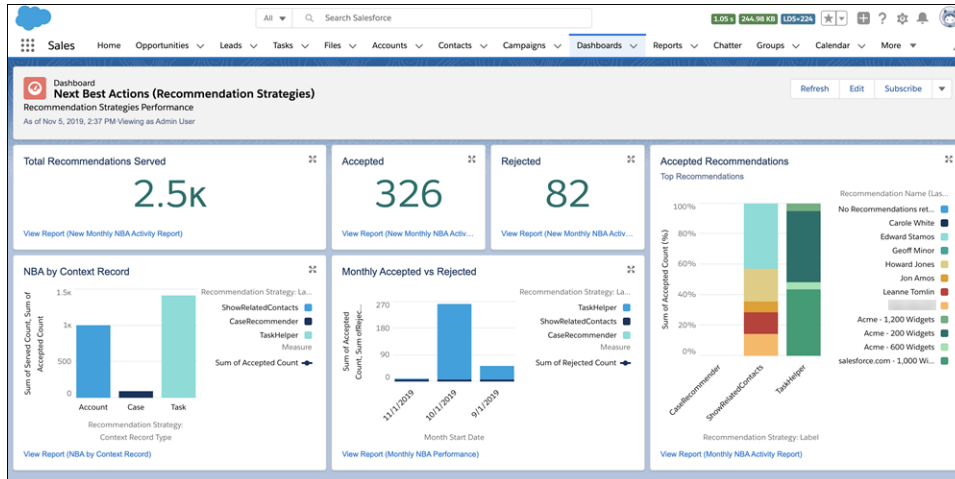 All
Search Salesforce
1.05 s
244.98 KB
LDS=224
Sales
Home
Opportunities
Leads
Tasks
Files
Accounts
Contacts
Campaigns
Dashboards
Reports
Chatter
Groups
Calendar
More
Dashboard
Next Best Actions (Recommendation Strategies)
Recommendation Strategies Performance
As of Nov 5, 2019, 2:37 PM·Viewing as Admin User
Refresh
Edit
Subscribe
Total Recommendations Served
2.5K
View Report (New Monthly NBA Activity Report)
Accepted
326
View Report (New Monthly NBA Activ...
Rejected
82
View Report (New Monthly NBA Activ...
Accepted Recommendations
Top Recommendations
Sum of Accepted Count (%)
100%
80%
60%
40%
20%
0%
CaseRecommender
ShowRelatedContacts
TaskHelper
Recommendation Strategy: Label
Recommendation Name (Las...
No Recommendations ret...
Carole White
Edward Stamos
Geoff Minor
Howard Jones
Jon Amos
Leanne Tomlin
Acme - 1,200 Widgets
Acme - 200 Widgets
Acme - 600 Widgets
salesforce.com - 1,000 Wi...
View Report (Monthly NBA Activity Report)
NBA by Context Record
Sum of Served Count, Sum of
Accepted Count
1.5K
1K
500
0
Account
Case
Task
Recommendation Strategy:
Context Record Type
Recommendation Strategy: La...
ShowRelatedContacts
CaseRecommender
TaskHelper
Measure
Sum of Accepted Count
View Report (NBA by Context Record)
Monthly Accepted vs Rejected
Sum of Accepted
Count, Sum ofRejec...
270
180
90
0
11/1/2019
10/1/2019
9/1/2019
Month Start Date
Recommendation Strategy: La...
TaskHelper
ShowRelatedContacts
CaseRecommender
Measure
Sum of Rejected Count
View Report (Monthly NBA Performance)